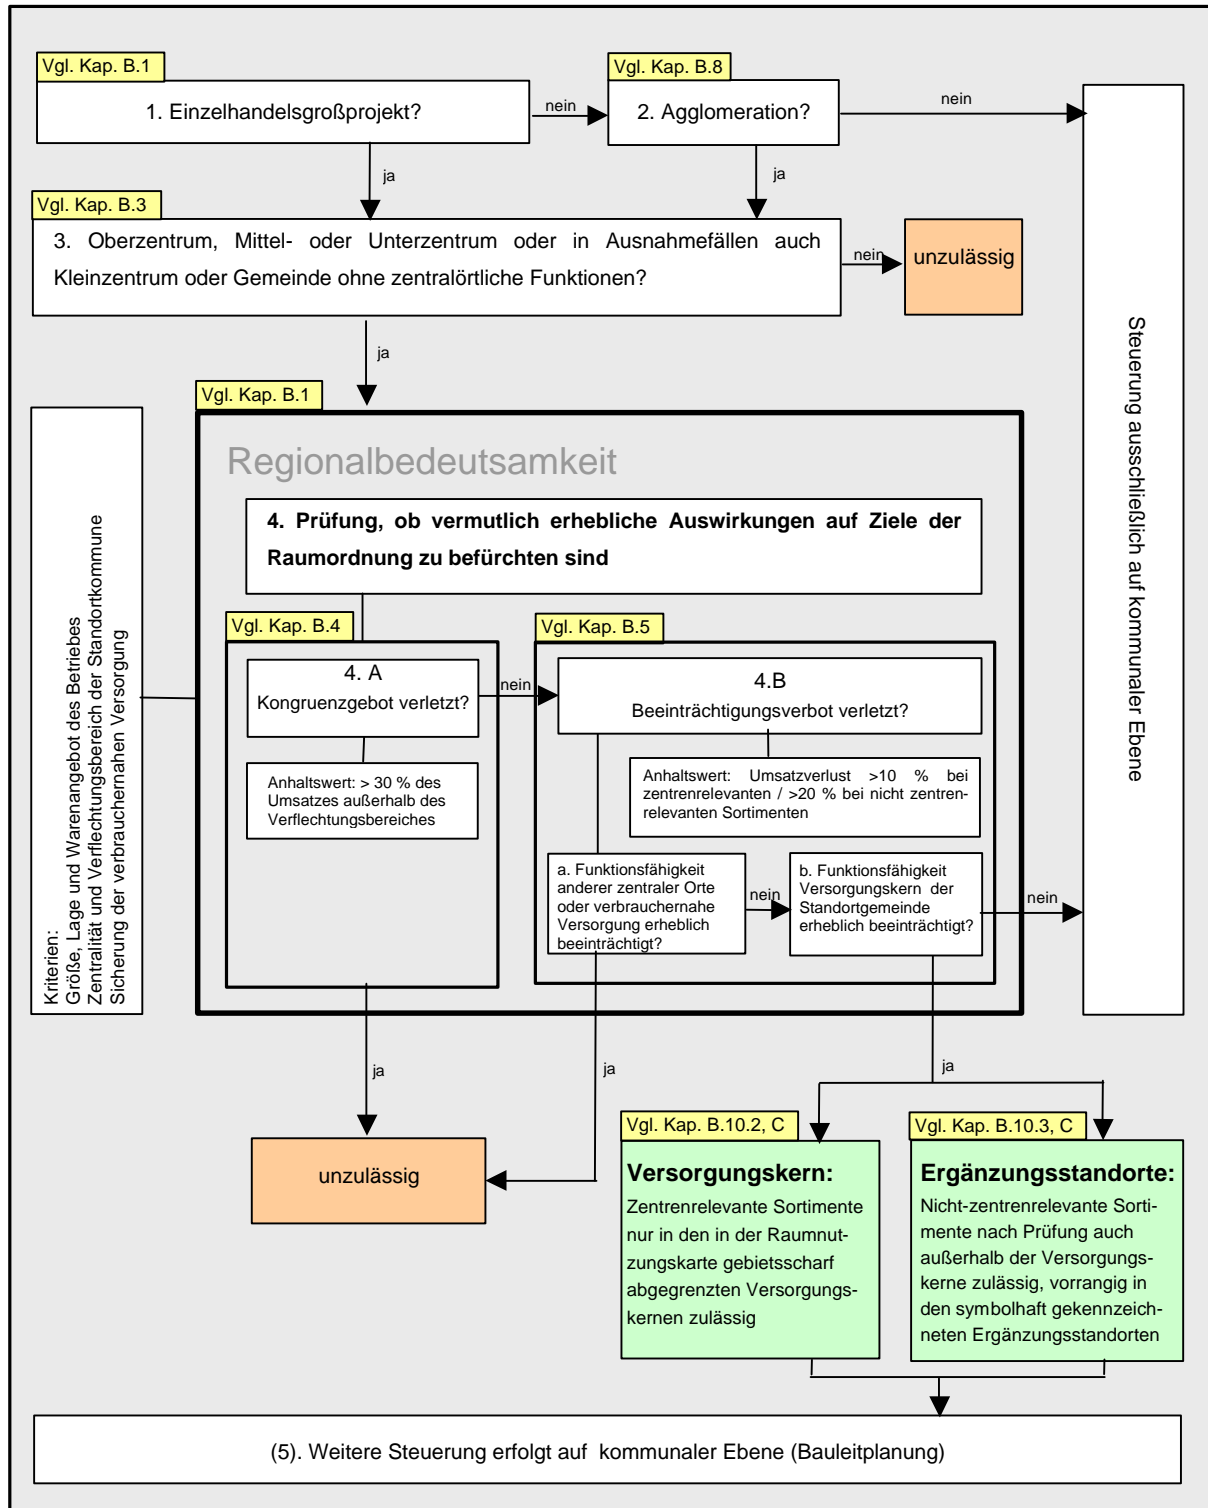 Vgl. Kap. B.1
1. Einzelhandelsgroßprojekt?
nein
Vgl. Kap. B.8
2. Agglomeration?
nein
ja
ja
Vgl. Kap. B.3
3. Oberzentrum, Mittel- oder Unterzentrum oder in Ausnahmefällen auch
Kleinzentrum oder Gemeinde ohne zentralörtliche Funktionen?
nein
unzulässig
ja
Steuerung ausschließlich auf kommunaler Ebene
Kriterien:
Größe, Lage und Warenangebot des Betriebes
Zentralität und Verflechtungsbereich der Standortkommune
Sicherung der verbrauchernahen Versorgung
Vgl. Kap. B.1
Regionalbedeutsamkeit
4. Prüfung, ob vermutlich erhebliche Auswirkungen auf Ziele der
Raumordnung zu befürchten sind
Vgl. Kap. B.4
4. A
Kongruenzgebot verletzt?
nein
Anhaltswert: > 30 % des
Umsatzes außerhalb des
Verflechtungsbereiches
Vgl. Kap. B.5
4.B
Beeinträchtigungsverbot verletzt?
Anhaltswert: Umsatzverlust >10 % bei
zentrenrelevanten / >20 % bei nicht zentren-
relevanten Sortimenten
a. Funktionsfähigkeit
anderer zentraler Orte
oder verbrauchernahe
Versorgung erheblich
beeinträchtigt?
nein
b. Funktionsfähigkeit
Versorgungskern der
Standortgemeinde
erheblich beeinträchtigt?
nein
ja
ja
ja
unzulässig
Vgl. Kap. B.10.2, C
Versorgungskern:
Zentrenrelevante Sortimente
nur in den in der Raumnut-
zungskarte gebietsscharf
abgegrenzten Versorgungs-
kernen zulässig
Vgl. Kap. B.10.3, C
Ergänzungsstandorte:
Nicht-zentrenrelevante Sorti-
mente nach Prüfung auch
außerhalb der Versorgungs-
kerne zulässig, vorrangig in
den symbolhaft gekennzeich-
neten Ergänzungsstandorten
(5). Weitere Steuerung erfolgt auf kommunaler Ebene (Bauleitplanung)